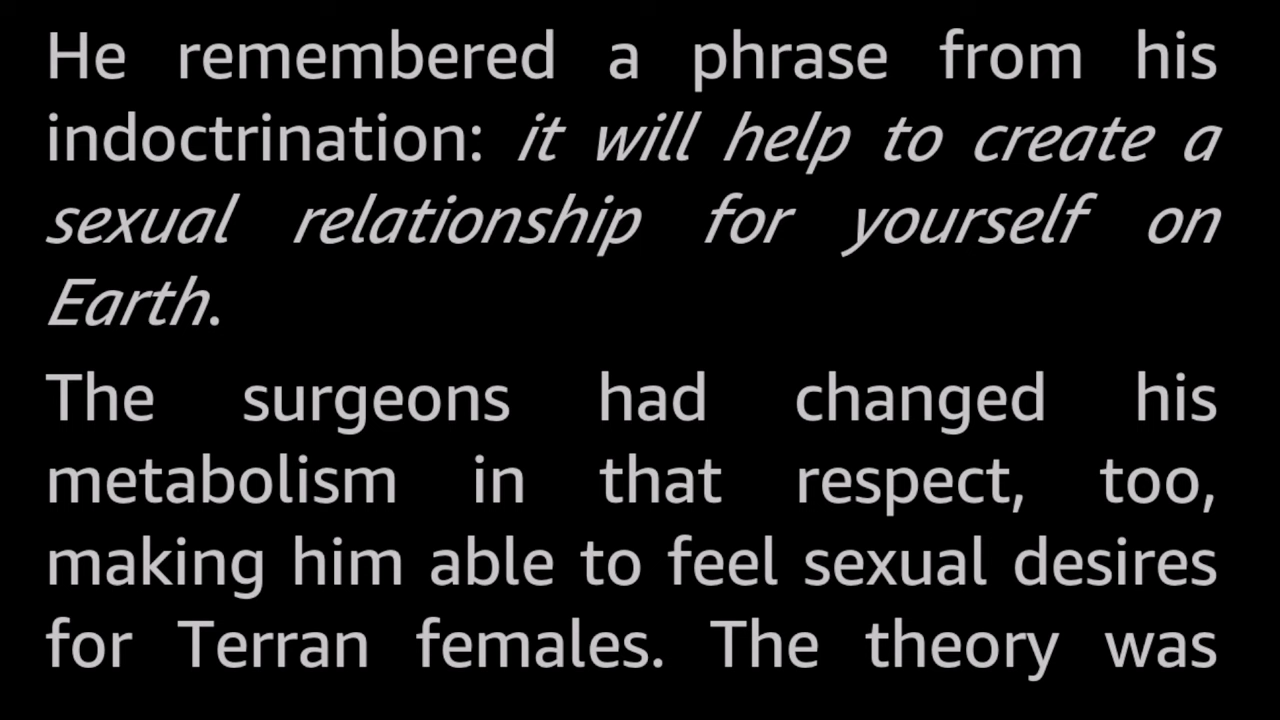 He remembered a phrase from his
indoctrination: it will help to create a
sexual relationship for yourself on
Earth.
The surgeons had changed his
metabolism in that respect, too,
making him able to feel sexual desires
for Terran females. The theory was